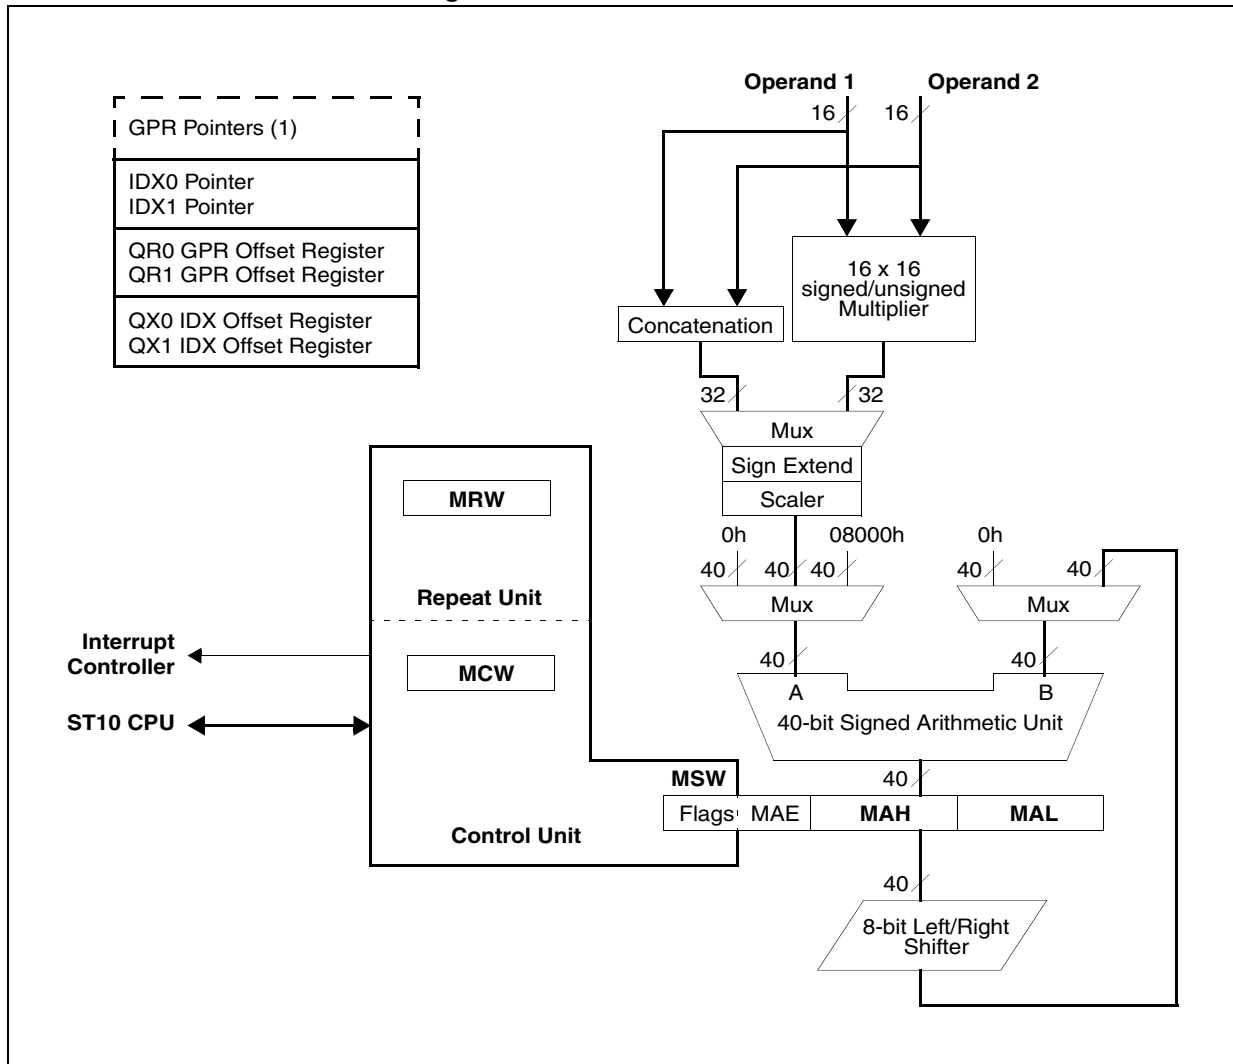 Operand 1 Operand 2
16 16
GPR Pointers (1)
IDX0 Pointer
IDX1 Pointer
QR0 GPR Offset Register
QR1 GPR Offset Register
QX0 IDX Offset Register
QX1 IDX Offset Register
16 x 16
signed/unsigned
Multiplier
Concatenation
32 32
Mux
Sign Extend
Scaler
0h 08000h 0h
40 40 40 40 40
Mux Mux
MRW
Repeat Unit
Interrupt
Controller
MCW
ST10 CPU
40 40
A B
40-bit Signed Arithmetic Unit
40
MSW
Flags MAE MAH MAL
Control Unit
40
8-bit Left/Right
Shifter